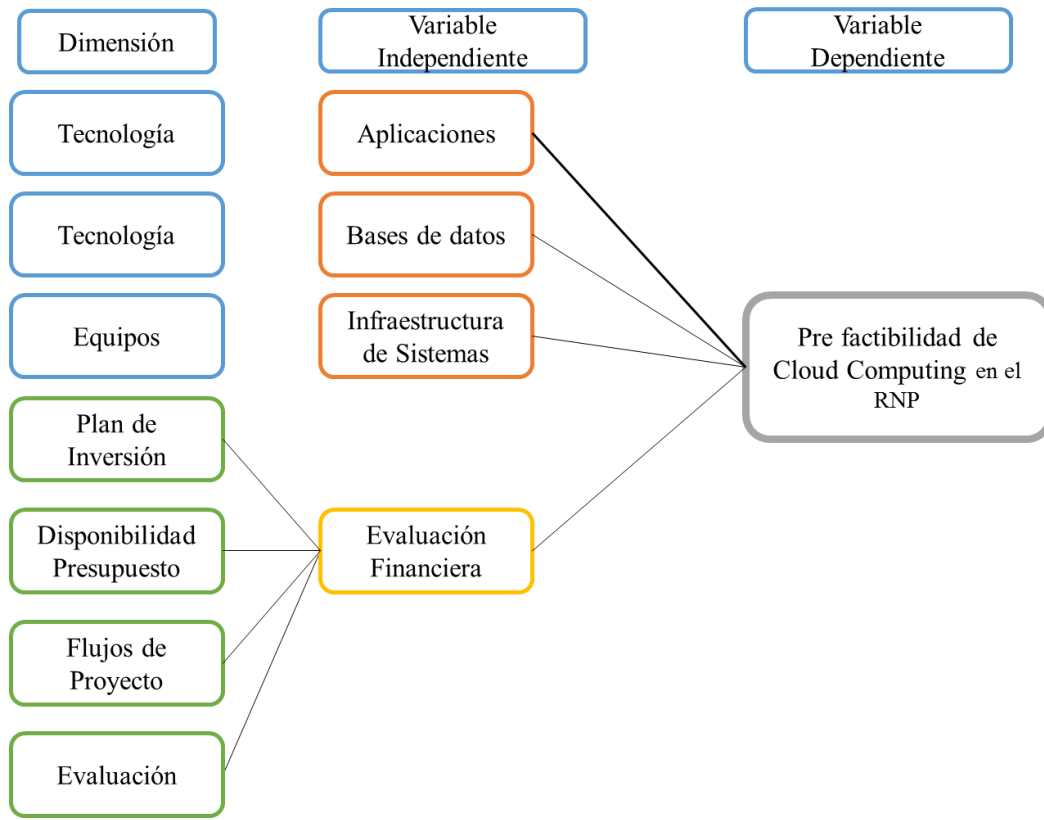 Dimensión
Variable
Independiente
Variable
Dependiente
Tecnología
Aplicaciones
Tecnología
Bases de datos
Equipos
Infraestructura
de Sistemas
Pre factibilidad de
Cloud Computing en el
RNP
Plan de
Inversión
Disponibilidad
Presupuesto
Evaluación
Financiera
Flujos de
Proyecto
Evaluación